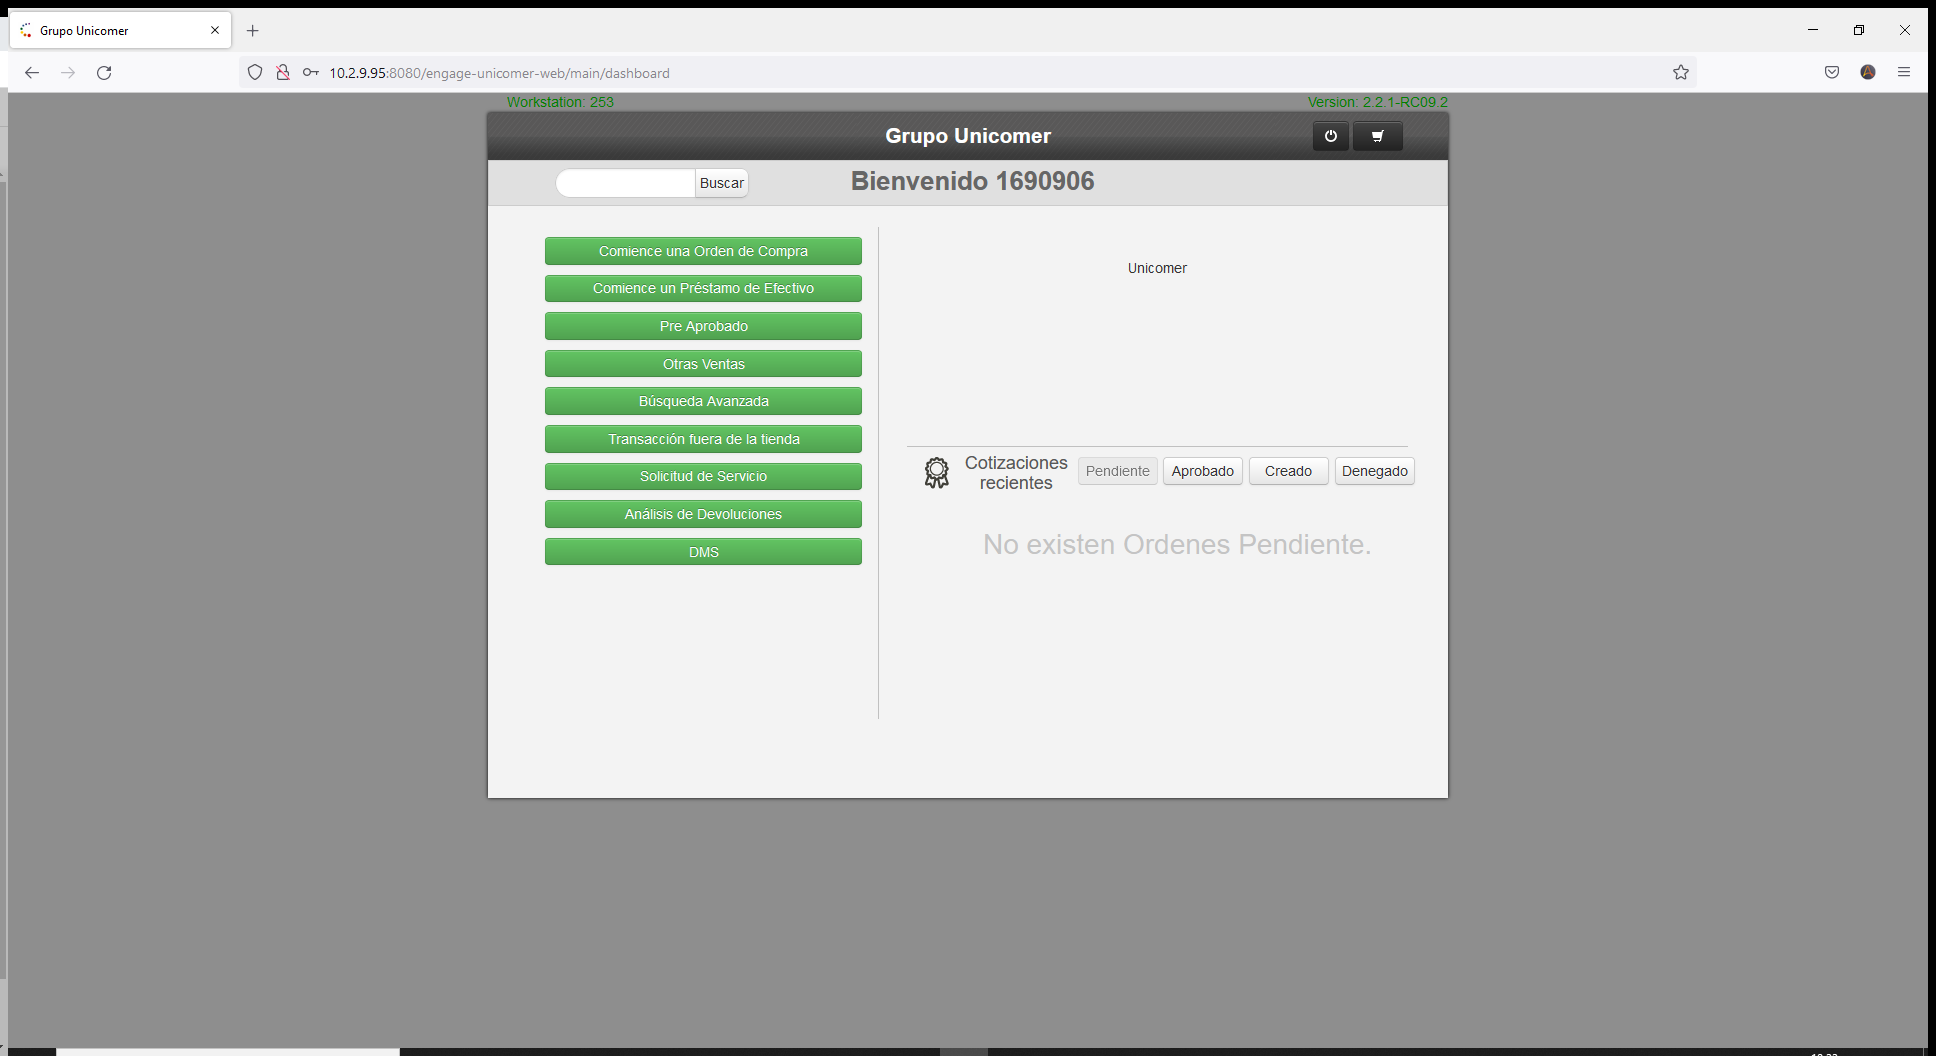 Grupo Unicomer
10.2.9.95:8080/engage-unicomer-web/main/dashboard
Workstation: 253
Version: 2.2.1-RC09.2
Grupo Unicomer
Buscar
Bienvenido 1690906
Comience una Orden de Compra
Comience un Préstamo de Efectivo
Pre Aprobado
Otras Ventas
Búsqueda Avanzada
Transacción fuera de la tienda
Solicitud de Servicio
Análisis de Devoluciones
DMS
Unicomer
Cotizaciones
recientes
Pendiente
Aprobado
Creado
Denegado
No existen Ordenes Pendiente.